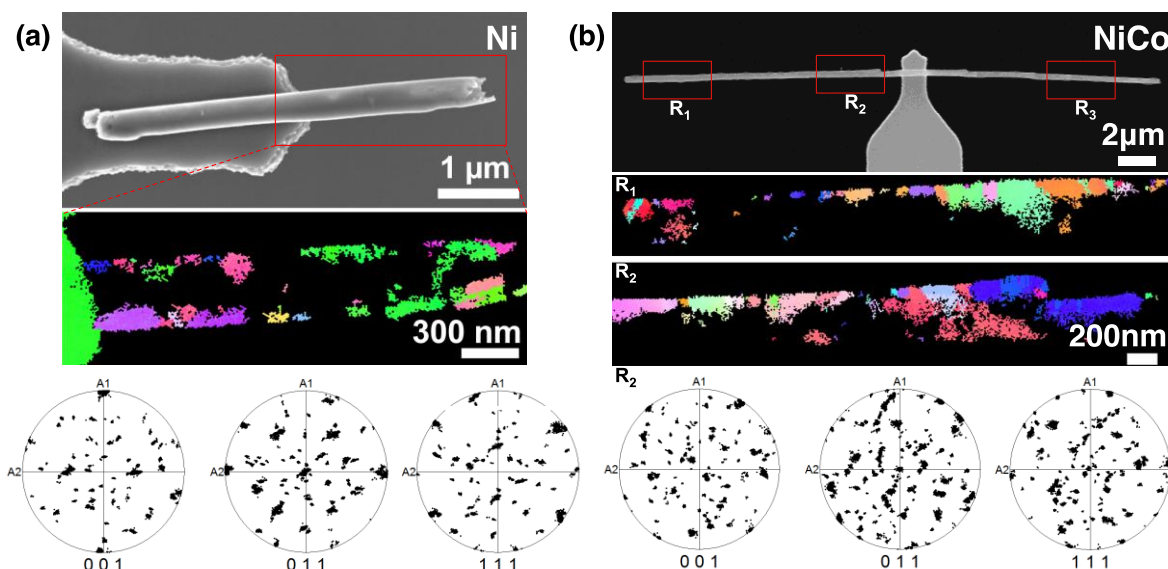 (a)
Ni
1 µm
300 nm
A1
A2
0 0 1
A1
A2
0 1 1
A1
A2
1 1 1
(b)
NiCo
R1
R2
R3
2µm
R1
R2
200nm
R2
A1
A2
0 0 1
A1
A2
0 1 1
A1
A2
1 1 1